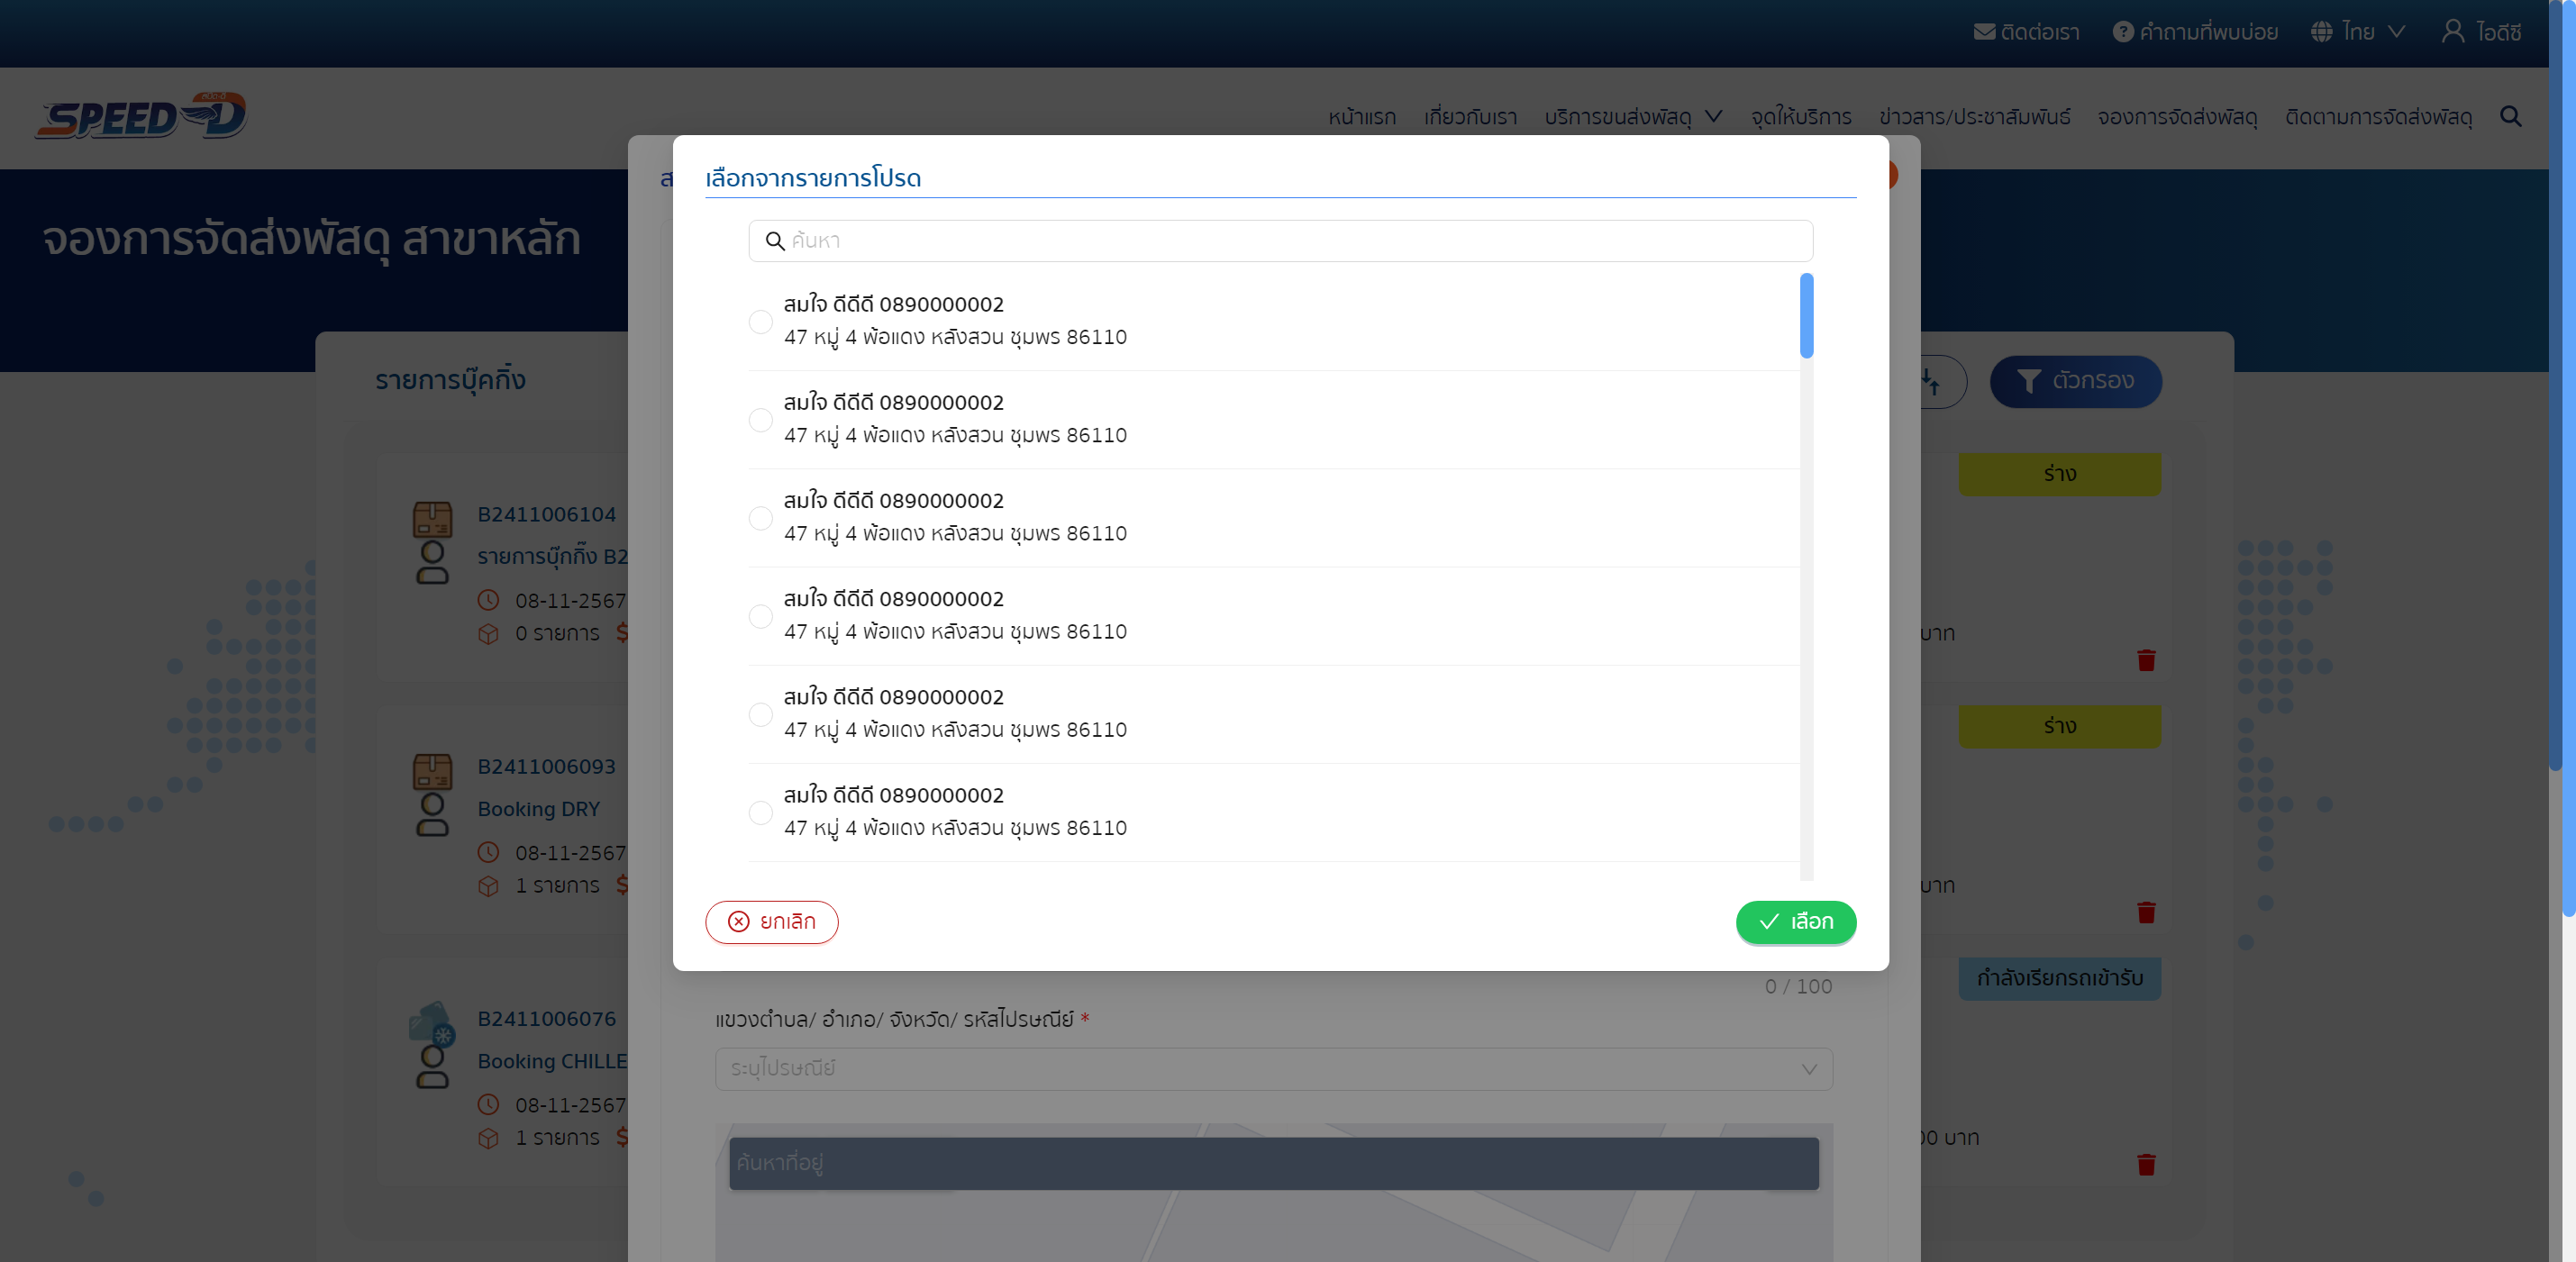 ติดต่อเรา คำถามที่พบบ่อย ไทย ไอดีซี
SPEED-D สปีด-ดี
หน้าแรก เกี่ยวกับเรา บริการขนส่งพัสดุ จุดให้บริการ ข่าวสาร/ประชาสัมพันธ์ จองการจัดส่งพัสดุ ติดตามการจัดส่งพัสดุ
จองการจัดส่งพัสดุ สาขาหลัก
เลือกจากรายการโปรด
ค้นหา
สมใจ ดีดีดี 0890000002
47 หมู่ 4 พ้อแดง หลังสวน ชุมพร 86110
สมใจ ดีดีดี 0890000002
47 หมู่ 4 พ้อแดง หลังสวน ชุมพร 86110
สมใจ ดีดีดี 0890000002
47 หมู่ 4 พ้อแดง หลังสวน ชุมพร 86110
สมใจ ดีดีดี 0890000002
47 หมู่ 4 พ้อแดง หลังสวน ชุมพร 86110
สมใจ ดีดีดี 0890000002
47 หมู่ 4 พ้อแดง หลังสวน ชุมพร 86110
สมใจ ดีดีดี 0890000002
47 หมู่ 4 พ้อแดง หลังสวน ชุมพร 86110
ยกเลิก เลือก
0 / 100
แขวงตำบล/ อำเภอ/ จังหวัด/ รหัสไปรษณีย์ *
ระบุไปรษณีย์
ค้นหาที่อยู่
รายการบุ๊คกิ้ง
ตัวกรอง
B2411006104
ร่าง
รายการบุ๊กกิ้ง B2
08-11-2567
0 รายการ $ บาท
B2411006093
ร่าง
Booking DRY
08-11-2567
1 รายการ $ บาท
B2411006076
กำลังเรียกรถเข้ารับ
Booking CHILLE
08-11-2567
1 รายการ $ 00 บาท